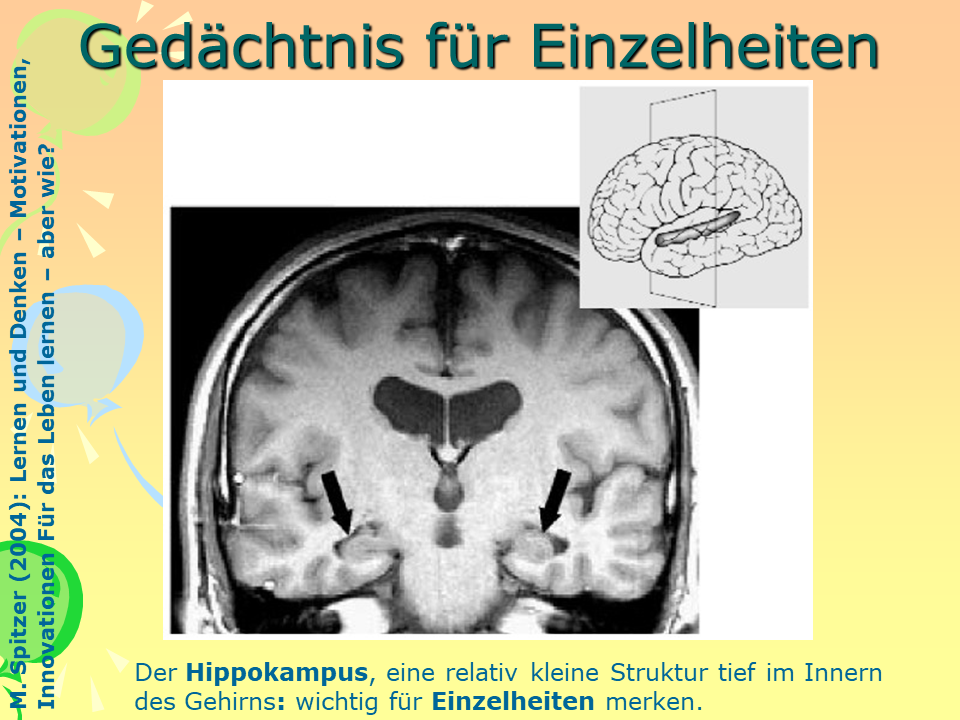 Gedächtnis für Einzelheiten
M. Spitzer (2004): Lernen und Denken – Motivationen,
Innovationen Für das Leben lernen – aber wie?
Der Hippokampus, eine relativ kleine Struktur tief im Innern
des Gehirns: wichtig für Einzelheiten merken.